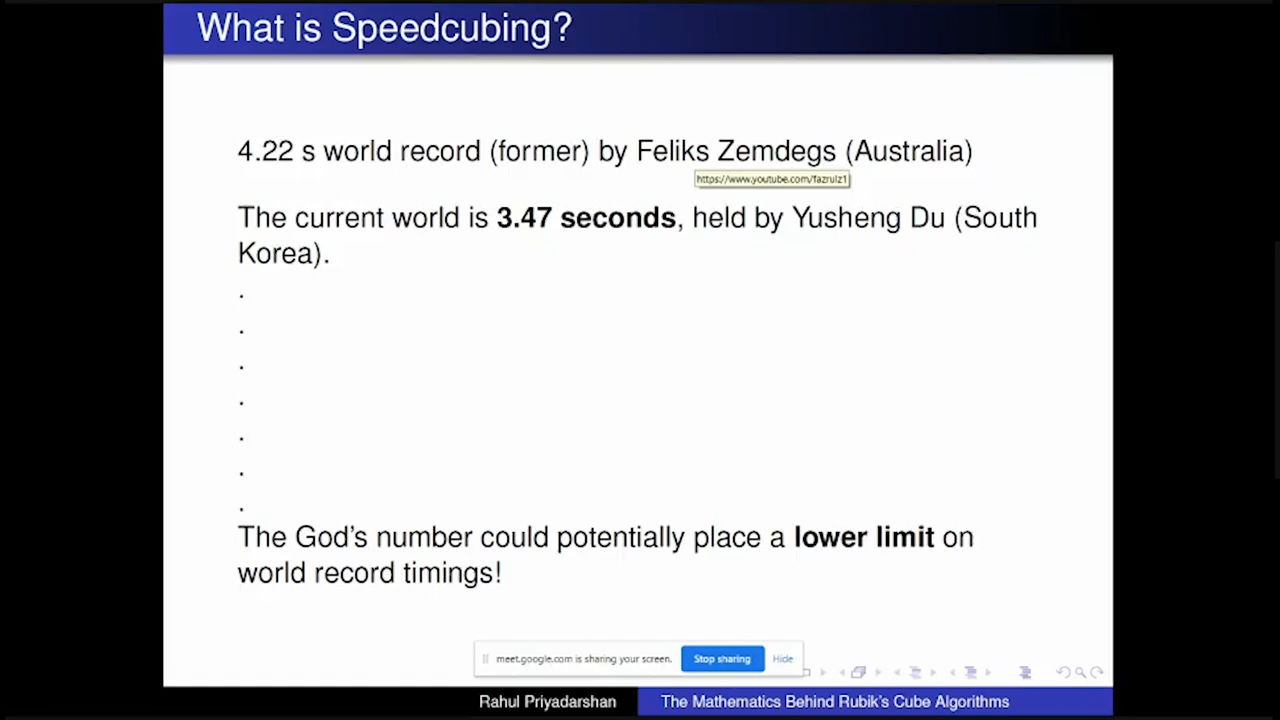 What is Speedcubing?
4.22 s world record (former) by Feliks Zemdegs (Australia)
https://www.youtube.com/fazrulz1
The current world is 3.47 seconds, held by Yusheng Du (South
Korea).
.
.
.
.
.
.
.
The God's number could potentially place a lower limit on
world record timings!
meet.google.com is sharing your screen. Stop sharing Hide
Rahul Priyadarshan The Mathematics Behind Rubik's Cube Algorithms